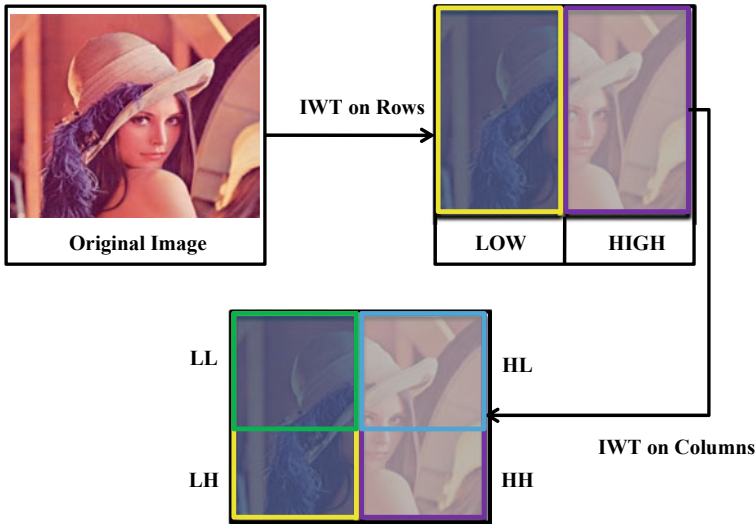 IWT on Rows
Original Image
LOW
HIGH
LL
HL
IWT on Columns
LH
HH